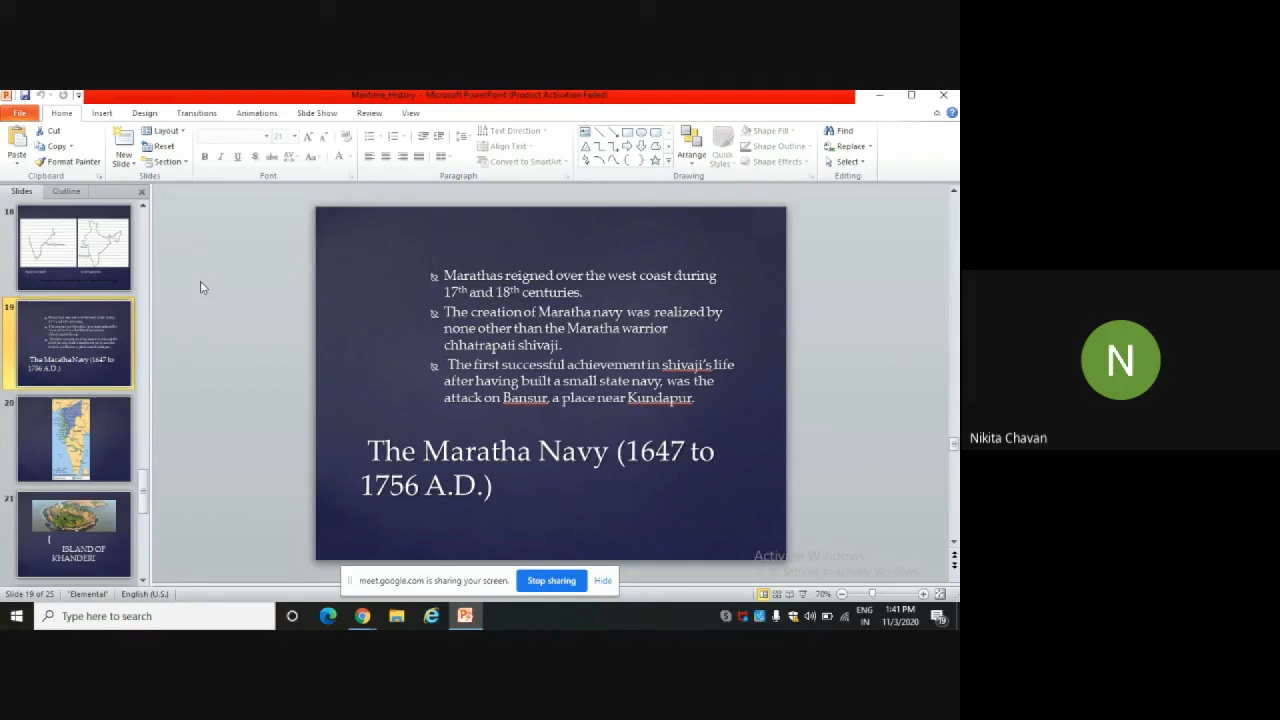 Maritime_History - Microsoft PowerPoint (Product Activation Failed)
File Home Insert Design Transitions Animations Slide Show Review View
Cut
Copy
Format Painter
Paste
Clipboard
New
Slide
Layout
Reset
Section
Slides
21
Font
Text Direction
Align Text
Convert to SmartArt
Paragraph
Arrange
Quick
Styles
Shape Fill
Shape Outline
Shape Effects
Drawing
Find
Replace
Select
Editing
Slides Outline
18
19
The Maratha Navy (1647 to
1756 A.D.)
20
21
ISLAND OF
KHANDERI
Marathas reigned over the west coast during
17th and 18th centuries.
The creation of Maratha navy was realized by
none other than the Maratha warrior
chhatrapati shivaji.
The first successful achievement in shivaji's life
after having built a small state navy, was the
attack on Bansur, a place near Kundapur.
The Maratha Navy (1647 to
1756 A.D.)
Activate Windows
Settings to activate Windows.
meet.google.com is sharing your screen. Stop sharing Hide
Slide 19 of 25 "Elemental" English (U.S.) 70%
Type here to search
ENG
IN
1:41 PM
11/3/2020
19
N
Nikita Chavan